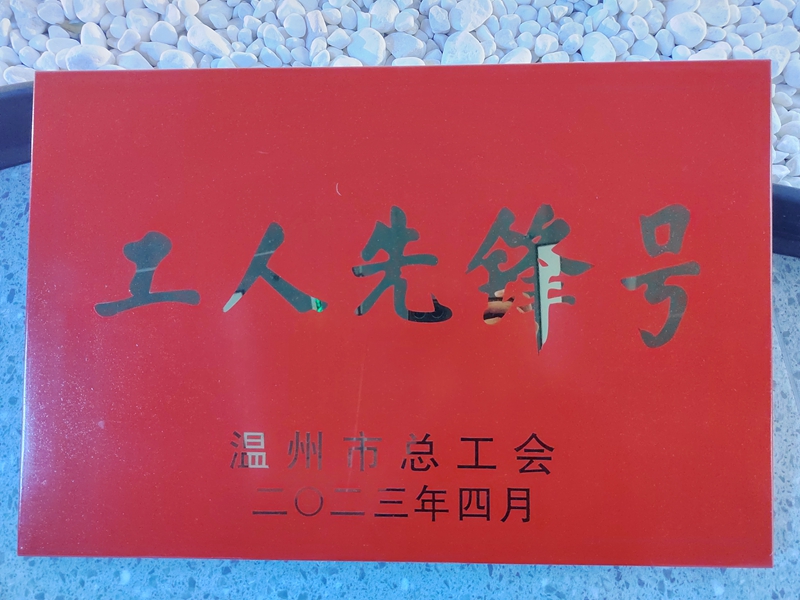 工人先锋号
温州市总工会
二〇二三年四月